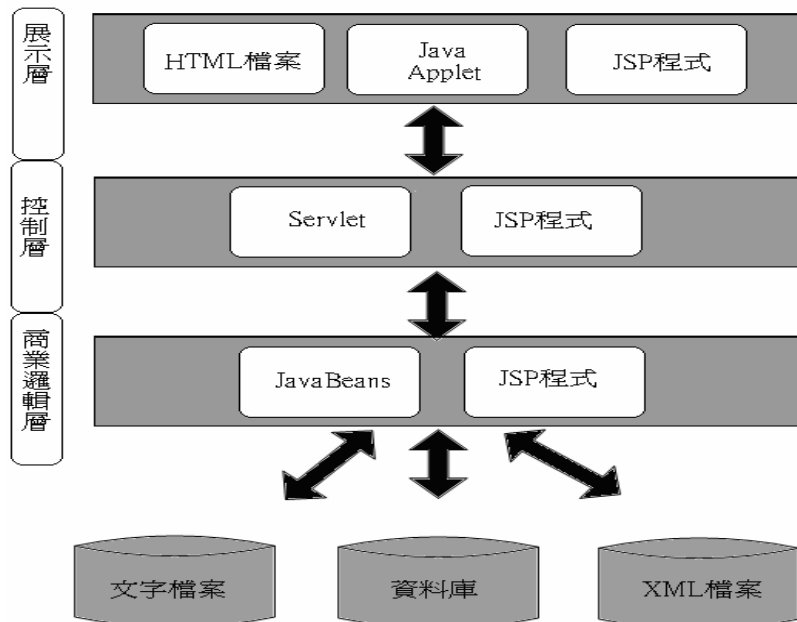 展示層
HTML檔案
Java
Applet
JSP程式
控制層
Servlet
JSP程式
商業邏輯層
JavaBeans
JSP程式
文字檔案
資料庫
XML檔案